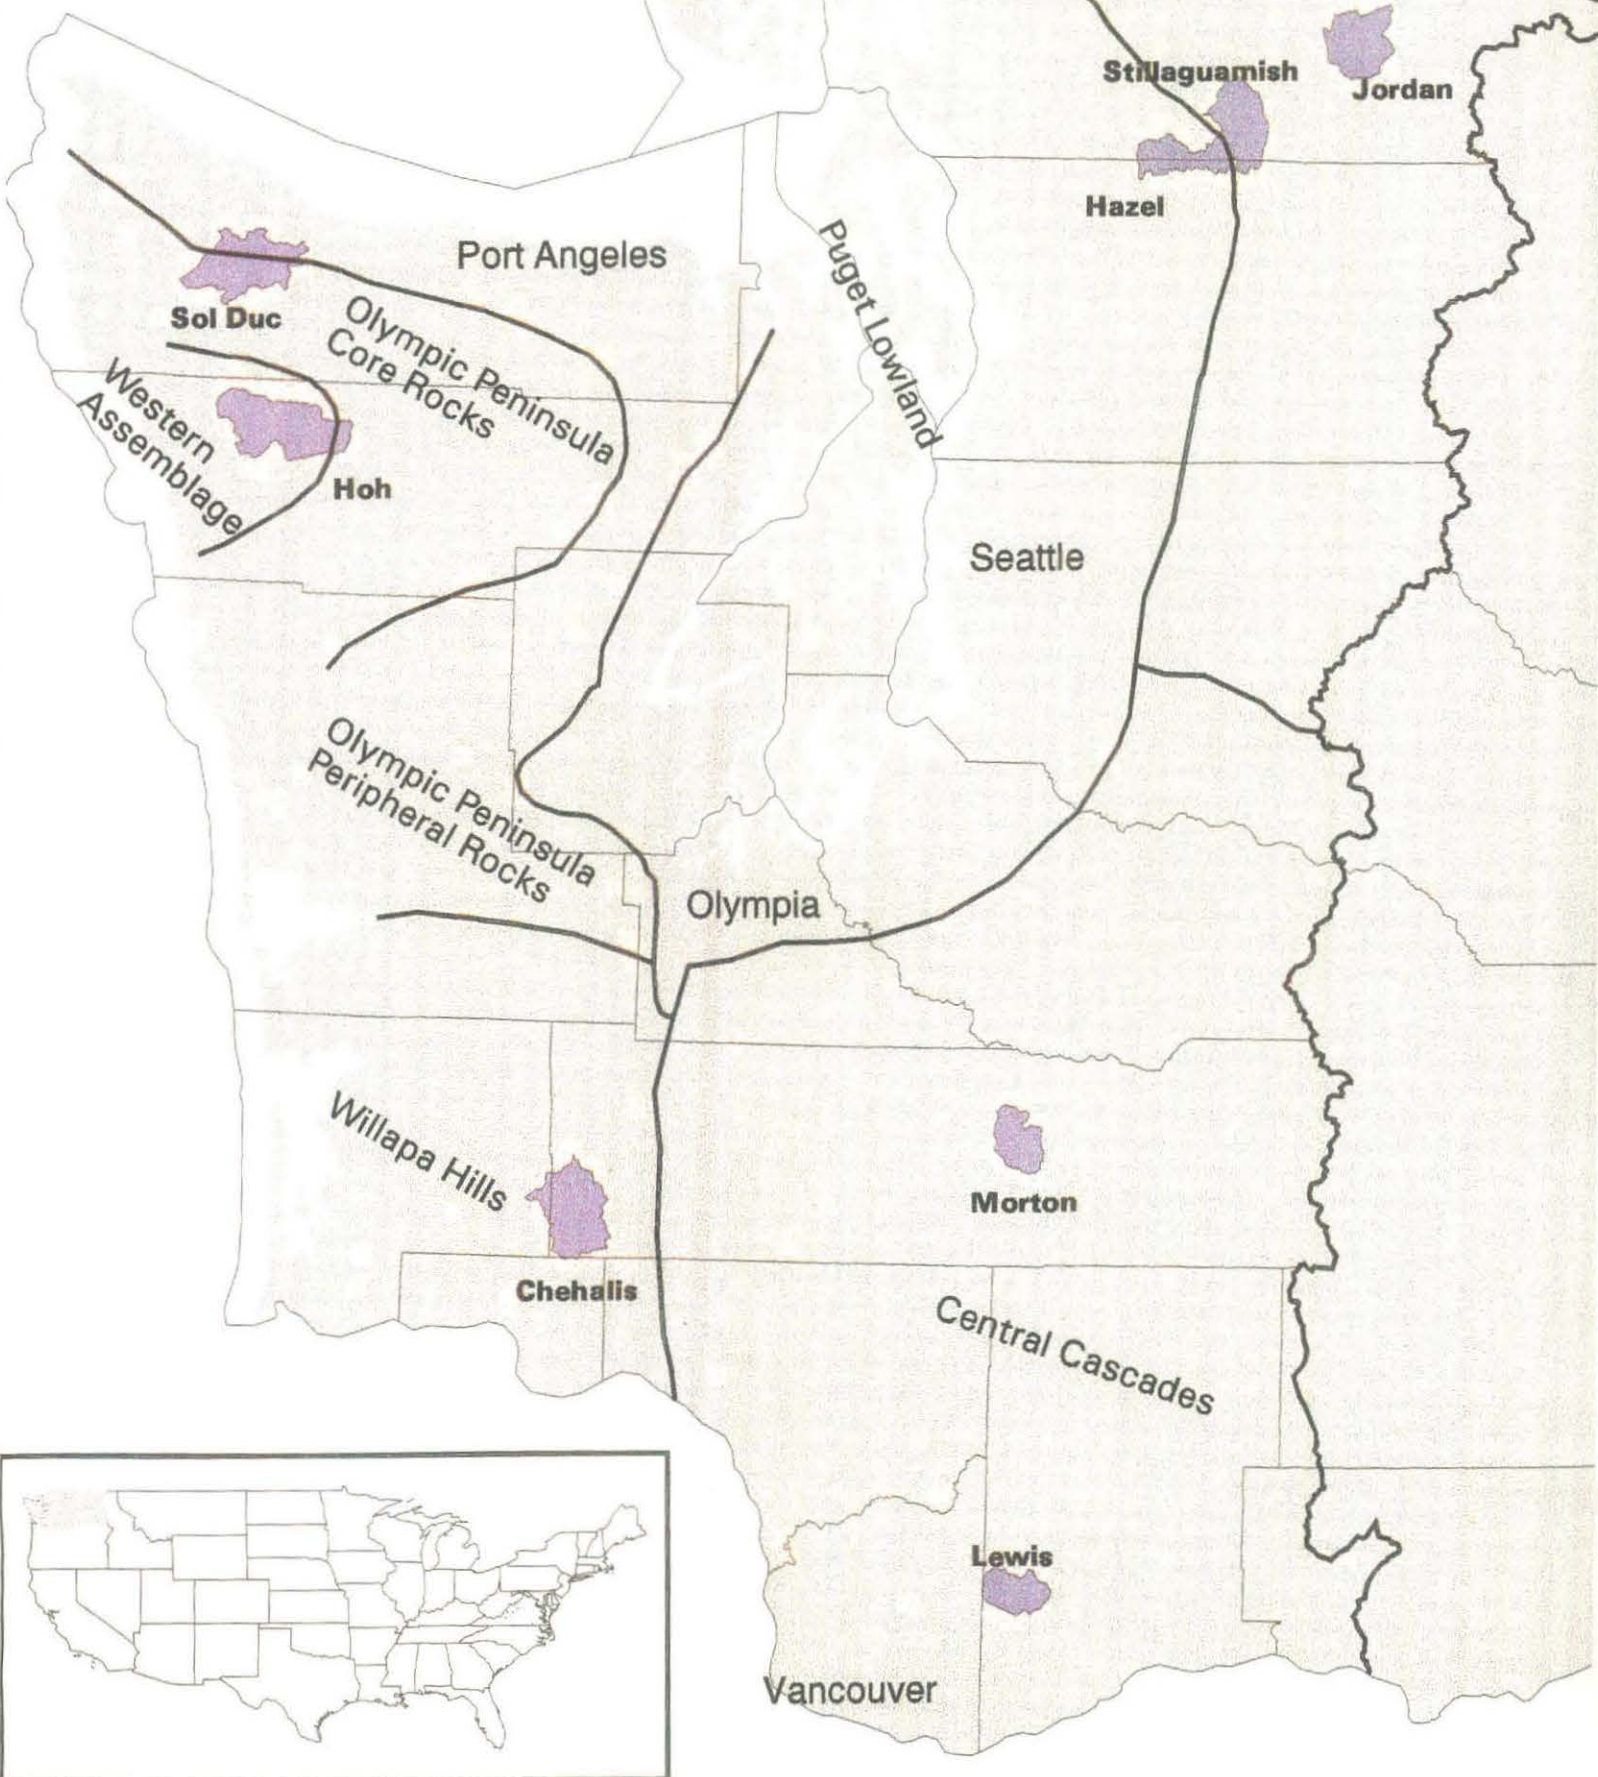 Stillaguamish
Jordan
Hazel
Port Angeles
Puget Lowland
Sol Duc
Olympic Peninsula
Core Rocks
Western
Assemblage
Hoh
Seattle
Olympic Peninsula
Peripheral Rocks
Olympia
Willapa Hills
Morton
Chehalis
Central Cascades
Lewis
Vancouver